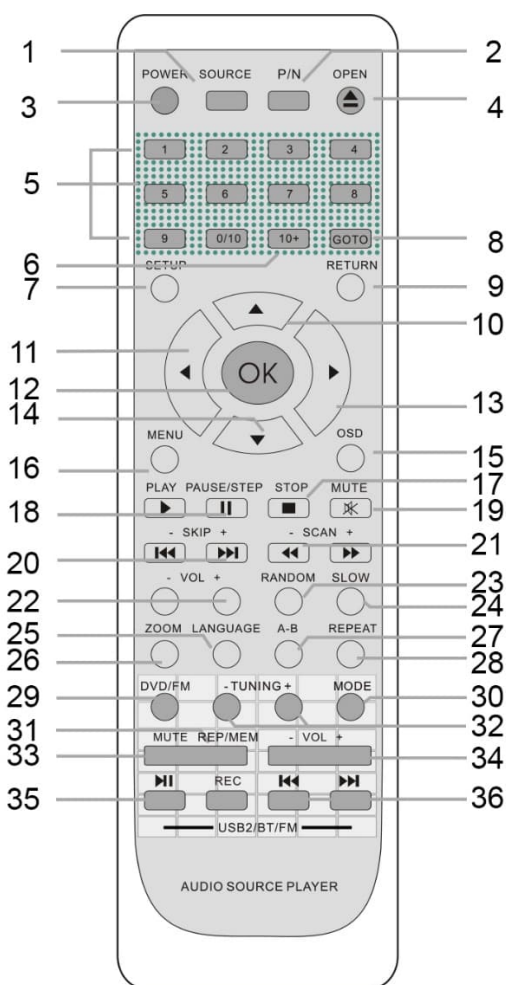 1 2
POWER SOURCE P/N OPEN
3 4
1 2 3 4
5
5 6 7 8
9 0/10 10+ GOTO 8
6
SETUP RETURN
7 9
10
11
12 OK
13
14
MENU OSD
16 15
PLAY PAUSE/STEP STOP 17 MUTE
18 19
- SKIP + - SCAN +
20 21
- VOL + RANDOM SLOW 23
22 24
25
ZOOM LANGUAGE A-B REPEAT 27
26 28
29 DVD/FM - TUNING + MODE 30
31 32
MUTE REP/MEM - VOL +
33 34
REC
35 36
USB2/BT/FM
AUDIO SOURCE PLAYER